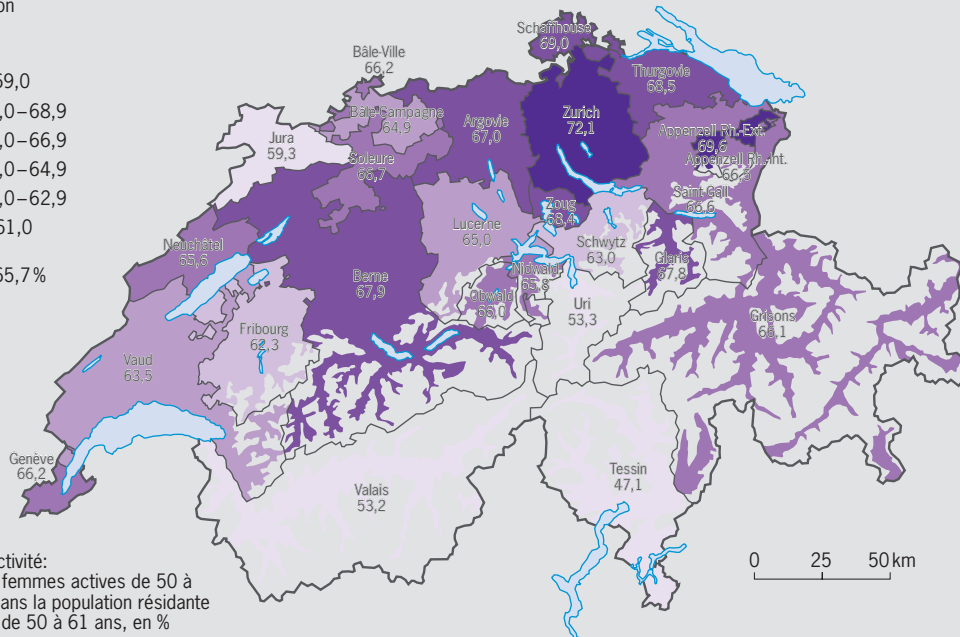 on
69,0
,0 – 68,9
,0 – 66,9
,0 – 64,9
,0 – 62,9
61,0
65,7 %
Schaffhouse
69,0
Bâle-Ville
66,2
Thurgovie
68,5
Bâle-Campagne
64,9
Argovie
67,0
Zurich
72,1
Jura
59,3
Appenzell Rh.-Ext.
69,6
Soleure
66,7
Appenzell Rh.-Int.
66,5
Saint-Gall
66,6
Zoug
68,4
Lucerne
65,0
Neuchâtel
65,6
Schwytz
63,0
Glaris
67,8
Nidwald
65,8
Berne
67,9
Obwald
66,0
Uri
53,3
Grisons
66,1
Fribourg
62,3
Vaud
63,5
Genève
66,2
Valais
53,2
Tessin
47,1
ctivité:
femmes actives de 50 à
ans la population résidante
de 50 à 61 ans, en %
0 25 50 km